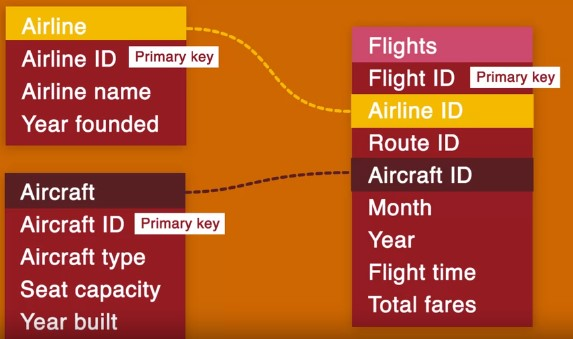 Airline
Airline ID Primary key
Airline name
Year founded
Aircraft
Aircraft ID Primary key
Aircraft type
Seat capacity
Year built
Flights
Flight ID Primary key
Airline ID
Route ID
Aircraft ID
Month
Year
Flight time
Total fares